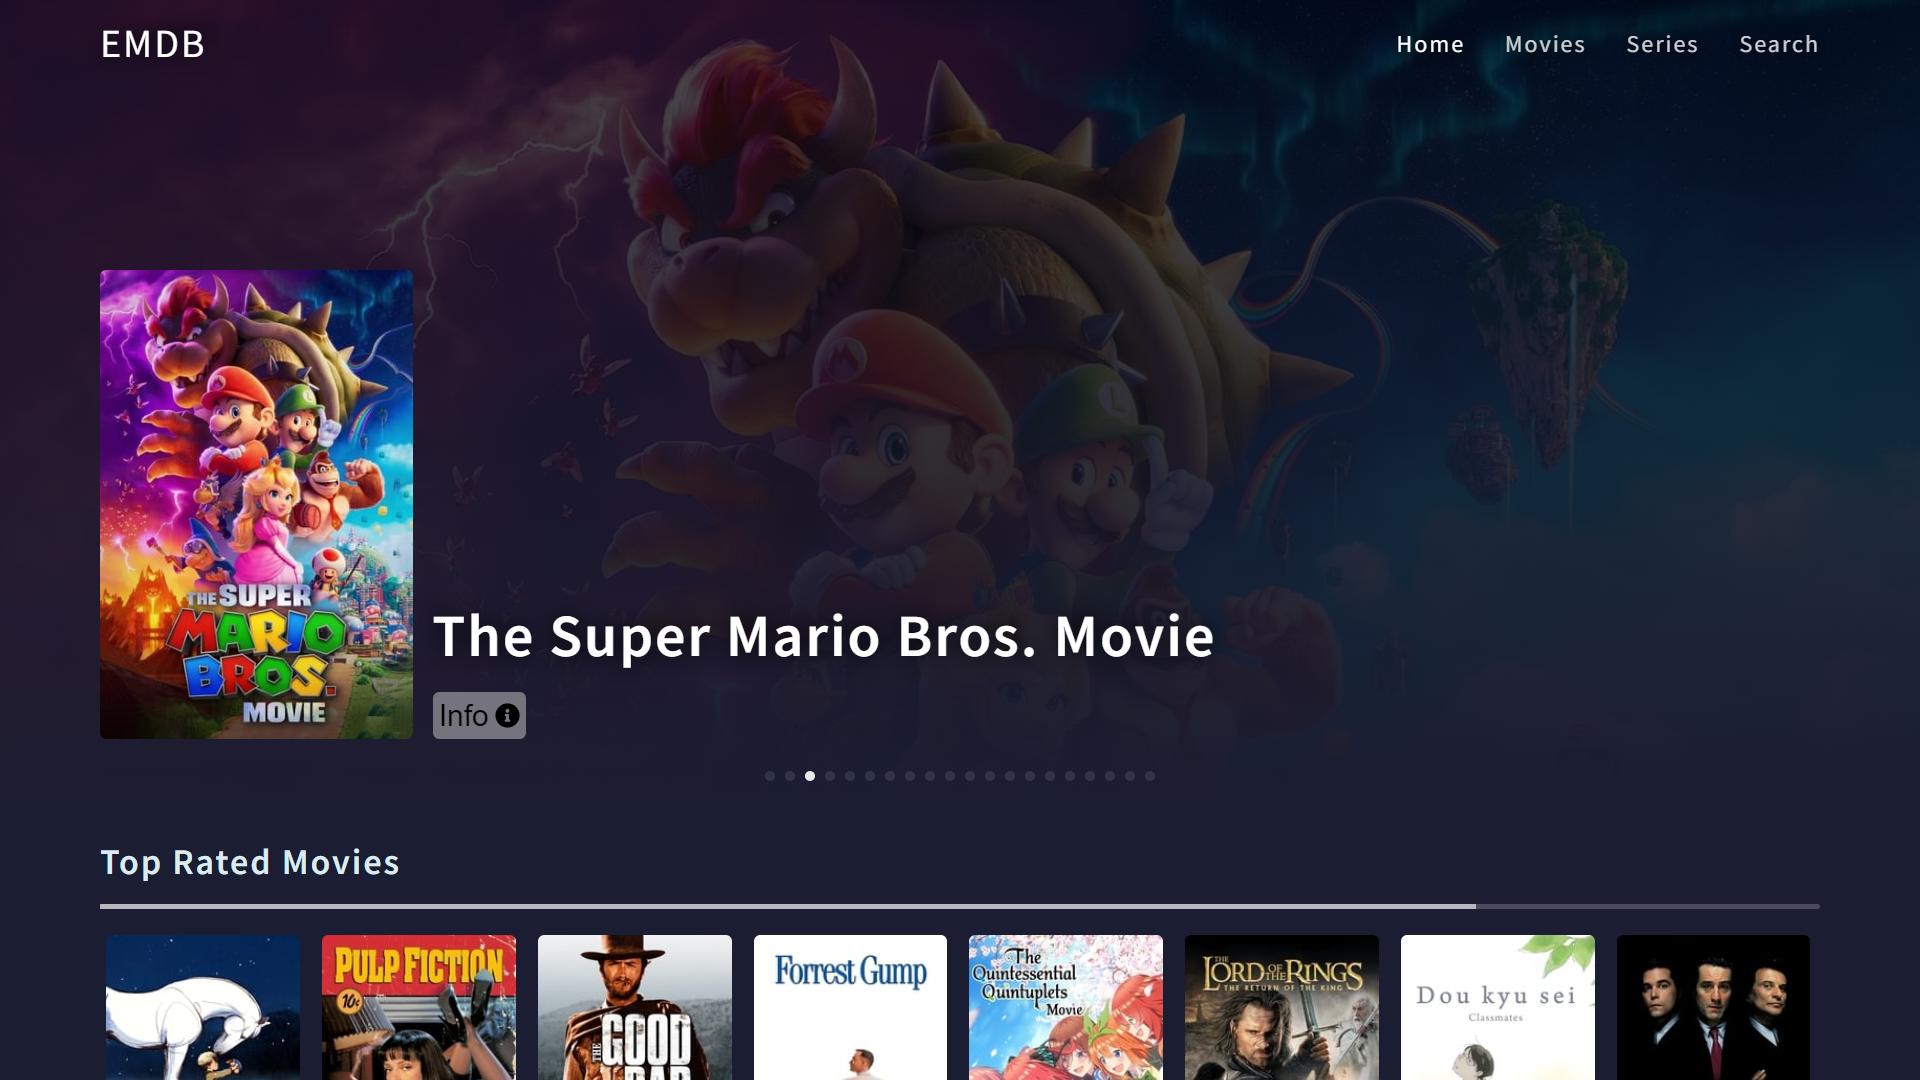 EMDB
Home
Movies
Series
Search
THE SUPER
MARIO
BROS.
MOVIE
The Super Mario Bros. Movie
Info
Top Rated Movies
PULP FICTION
10¢
THE
GOOD
Forrest Gump
The
Quintessential
Quintuplets
Movie
THE
LORD OF THE RINGS
THE RETURN OF THE KING
Dou kyu sei
Classmates